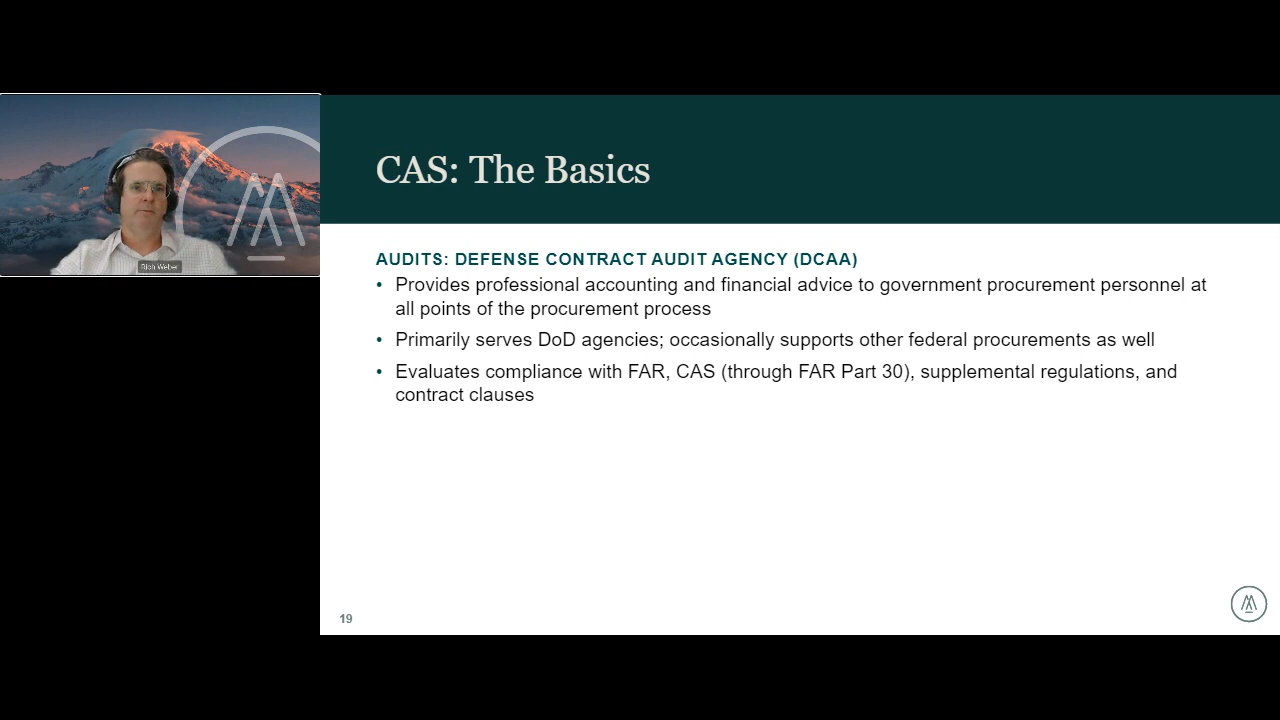 Rich Weber
CAS: The Basics
AUDITS: DEFENSE CONTRACT AUDIT AGENCY (DCAA)
• Provides professional accounting and financial advice to government procurement personnel at
all points of the procurement process
• Primarily serves DoD agencies; occasionally supports other federal procurements as well
• Evaluates compliance with FAR, CAS (through FAR Part 30), supplemental regulations, and
contract clauses
19